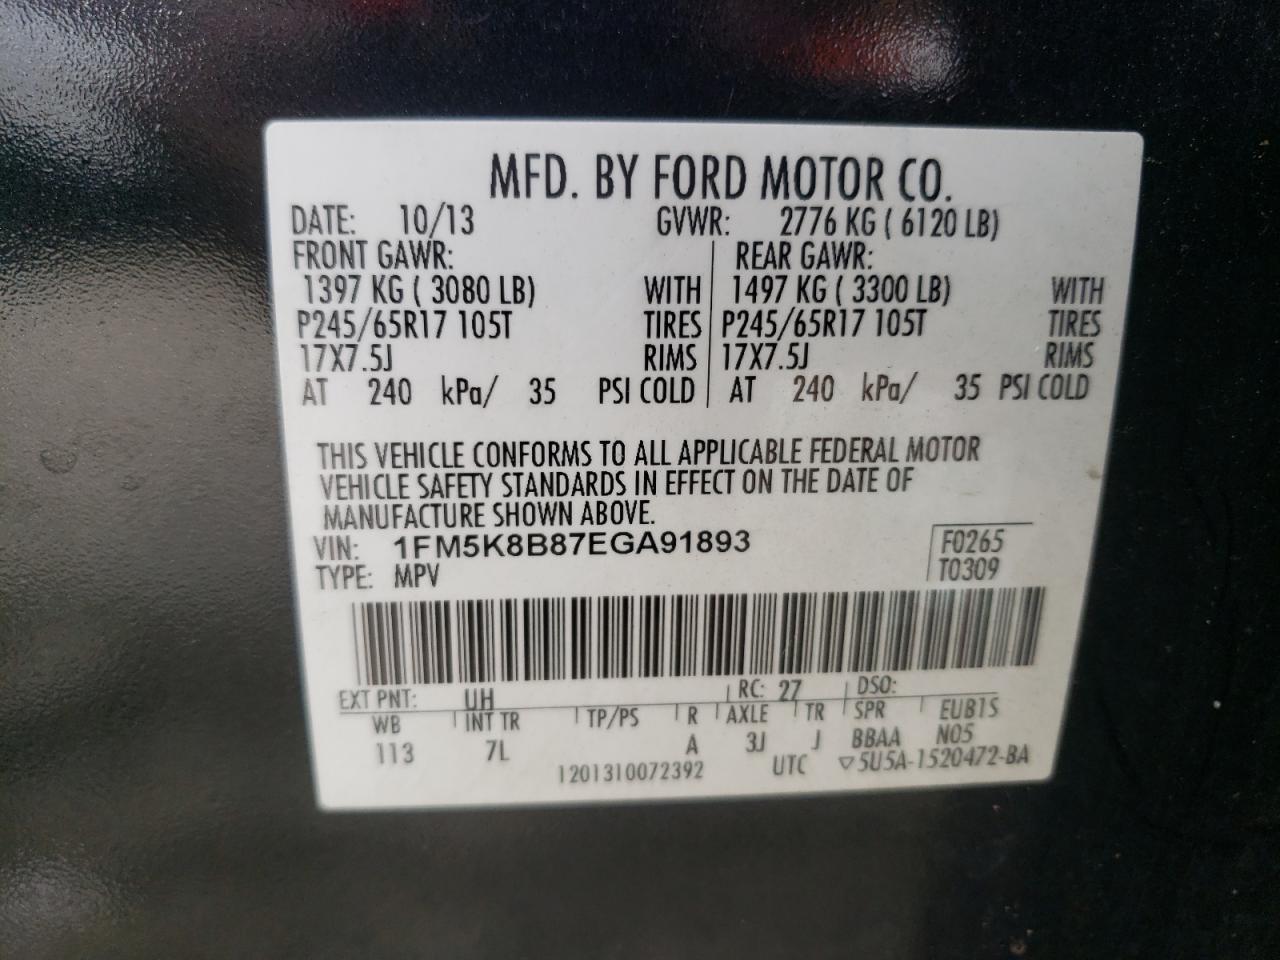 MFD. BY FORD MOTOR CO.
DATE: 10/13 GVWR: 2776 KG ( 6120 LB)
FRONT GAWR: REAR GAWR:
1397 KG ( 3080 LB) WITH 1497 KG ( 3300 LB) WITH
P245/65R17 105T TIRES P245/65R17 105T TIRES
17X7.5J RIMS 17X7.5J RIMS
AT 240 kPa/ 35 PSI COLD AT 240 kPa/ 35 PSI COLD
THIS VEHICLE CONFORMS TO ALL APPLICABLE FEDERAL MOTOR
VEHICLE SAFETY STANDARDS IN EFFECT ON THE DATE OF
MANUFACTURE SHOWN ABOVE.
VIN: 1FM5K8B87EGA91893 F0265
TYPE: MPV T0309
EXT PNT: UH RC: 27 DSO:
WB INT TR TP/PS R AXLE TR SPR EUB1S
113 7L A 3J J BBAA N05
1201310072392 UTC ▽5U5A-1520472-BA